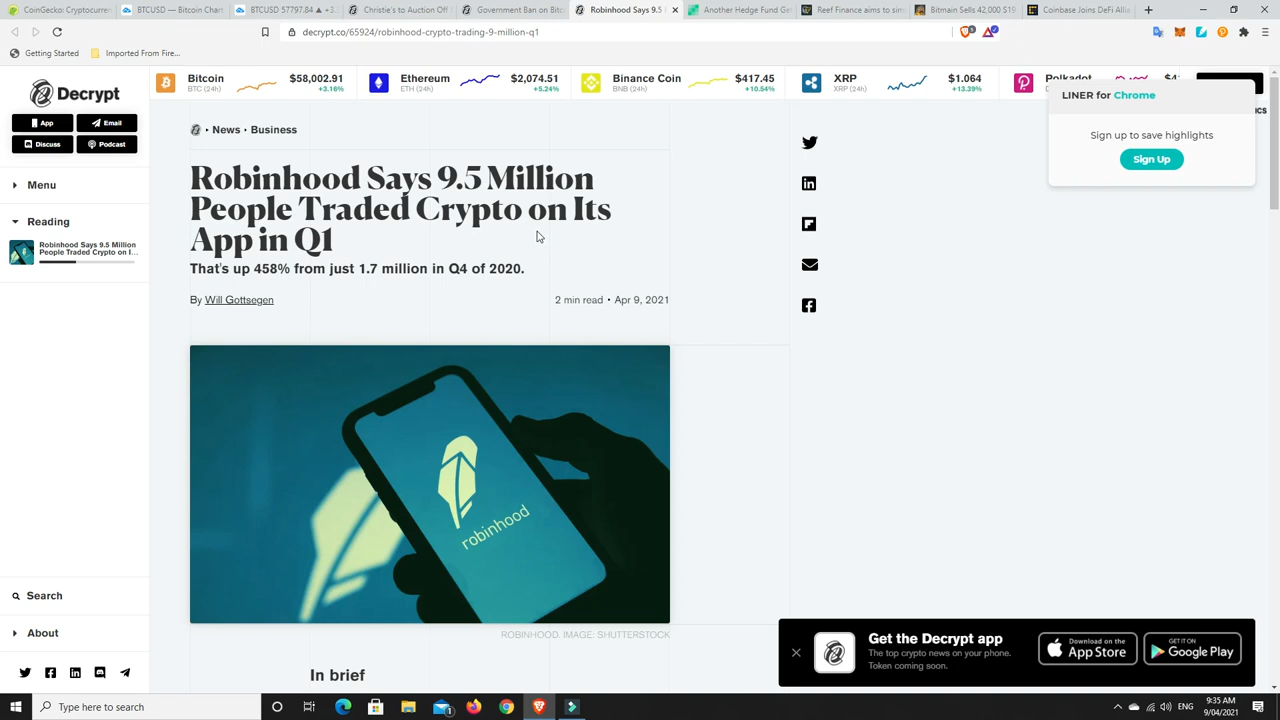 CoinGecko: Cryptocurren
BTCUSD — Bitcoin Chart
BTCUSD 57797.84 ▲ +3.
Christie's to Auction Off
Government Ban on Bitc
Robinhood Says 9.5
Another Hedge Fund Ge
Reef Finance aims to sim
Bitmain Sells 42,000 $19
Coinbase Joins DeFi Allia
decrypt.co/65924/robinhood-crypto-trading-9-million-q1
Getting Started
Imported From Fire...
Decrypt
App
Email
Discuss
Podcast
Menu
Reading
Robinhood Says 9.5 Million
People Traded Crypto on I...
Search
About
Bitcoin $58,002.91
BTC (24h) +3.16%
Ethereum $2,074.51
ETH (24h) +5.24%
Binance Coin $417.45
BNB (24h) +10.54%
XRP $1.064
XRP (24h) +13.39%
LINER for Chrome
Sign up to save highlights
Sign Up
News • Business
Robinhood Says 9.5 Million
People Traded Crypto on Its
App in Q1
That's up 458% from just 1.7 million in Q4 of 2020.
By Will Gottsegen
2 min read • Apr 9, 2021
robinhood
ROBINHOOD. IMAGE: SHUTTERSTOCK
In brief
Get the Decrypt app
The top crypto news on your phone.
Token coming soon.
Download on the
App Store
GET IT ON
Google Play
Type here to search
ENG
9:35 AM
9/04/2021